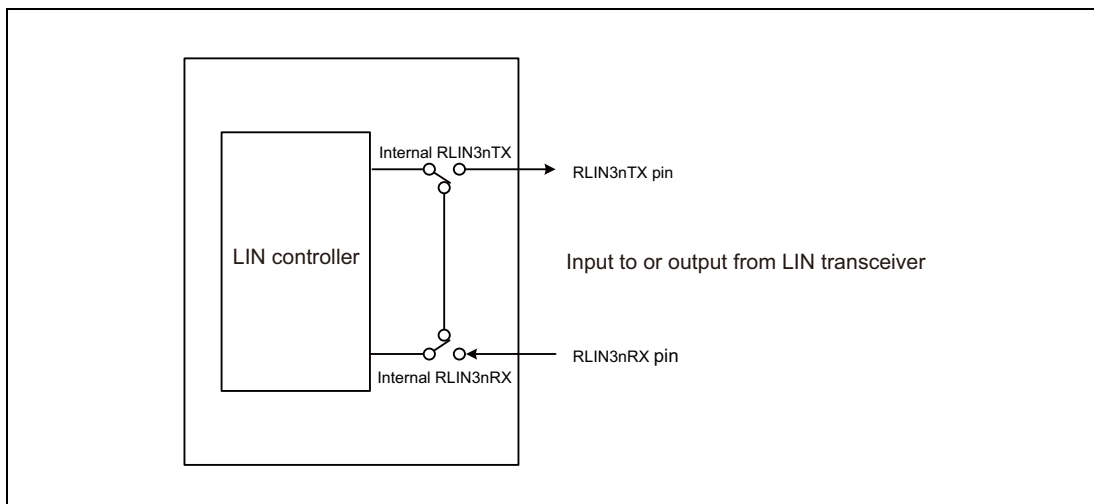 Internal RLIN3nTX
RLIN3nTX pin
LIN controller
Input to or output from LIN transceiver
RLIN3nRX pin
Internal RLIN3nRX